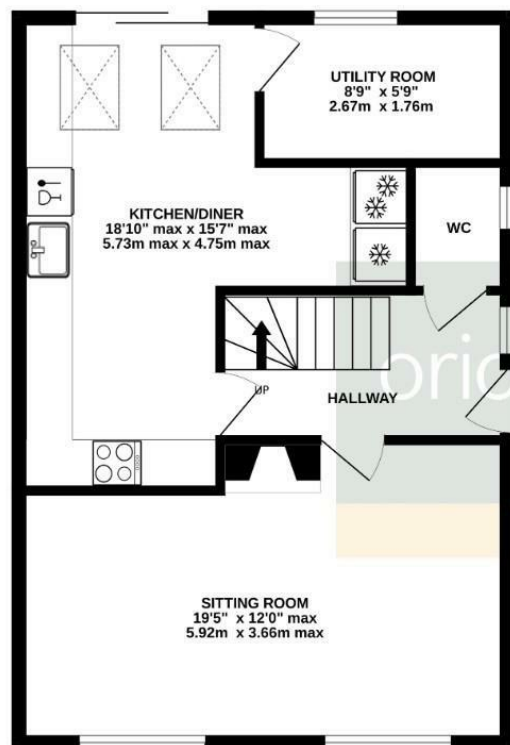 UTILITY ROOM
8'9" x 5'9"
2.67m x 1.76m
KITCHEN/DINER
18'10" max x 15'7" max
5.73m max x 4.75m max
WC
UP
HALLWAY
SITTING ROOM
19'5" x 12'0" max
5.92m x 3.66m max